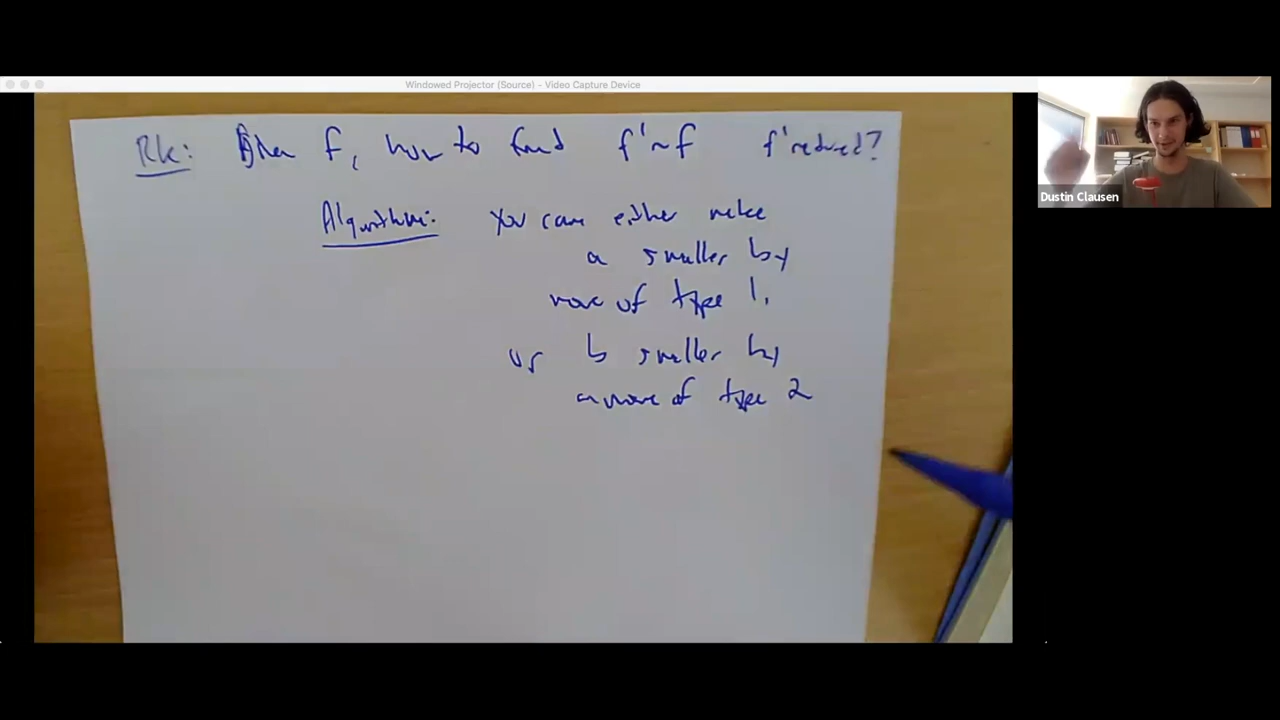 Windowed Projector (Source) - Video Capture Device
Rk: Given f, how to find f' ~ f f' reduced?
Algorithm: You can either make
a smaller by
move of type 1,
or b smaller by
a move of type 2
Dustin Clausen